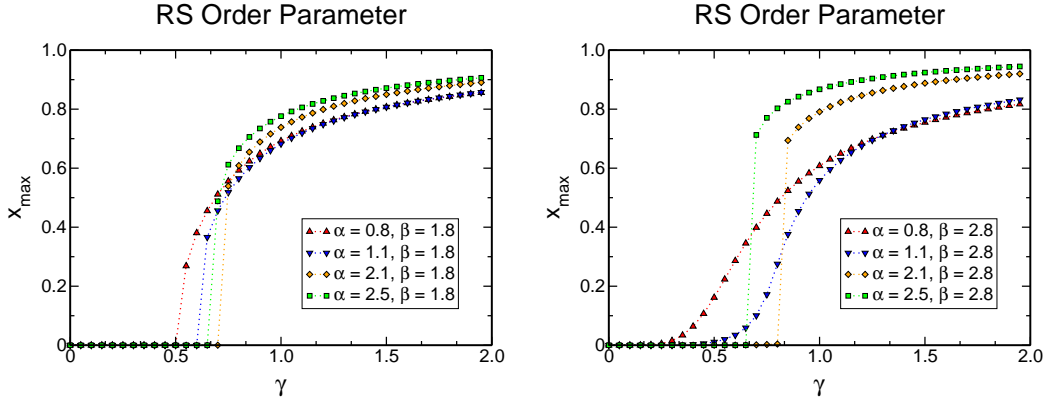 RS Order Parameter
1.0
0.8
0.6
0.4
0.2
0
x_max
0
0.5
1.0
1.5
2.0
γ
α = 0.8, β = 1.8
α = 1.1, β = 1.8
α = 2.1, β = 1.8
α = 2.5, β = 1.8
RS Order Parameter
1.0
0.8
0.6
0.4
0.2
0
x_max
0
0.5
1.0
1.5
2.0
γ
α = 0.8, β = 2.8
α = 1.1, β = 2.8
α = 2.1, β = 2.8
α = 2.5, β = 2.8